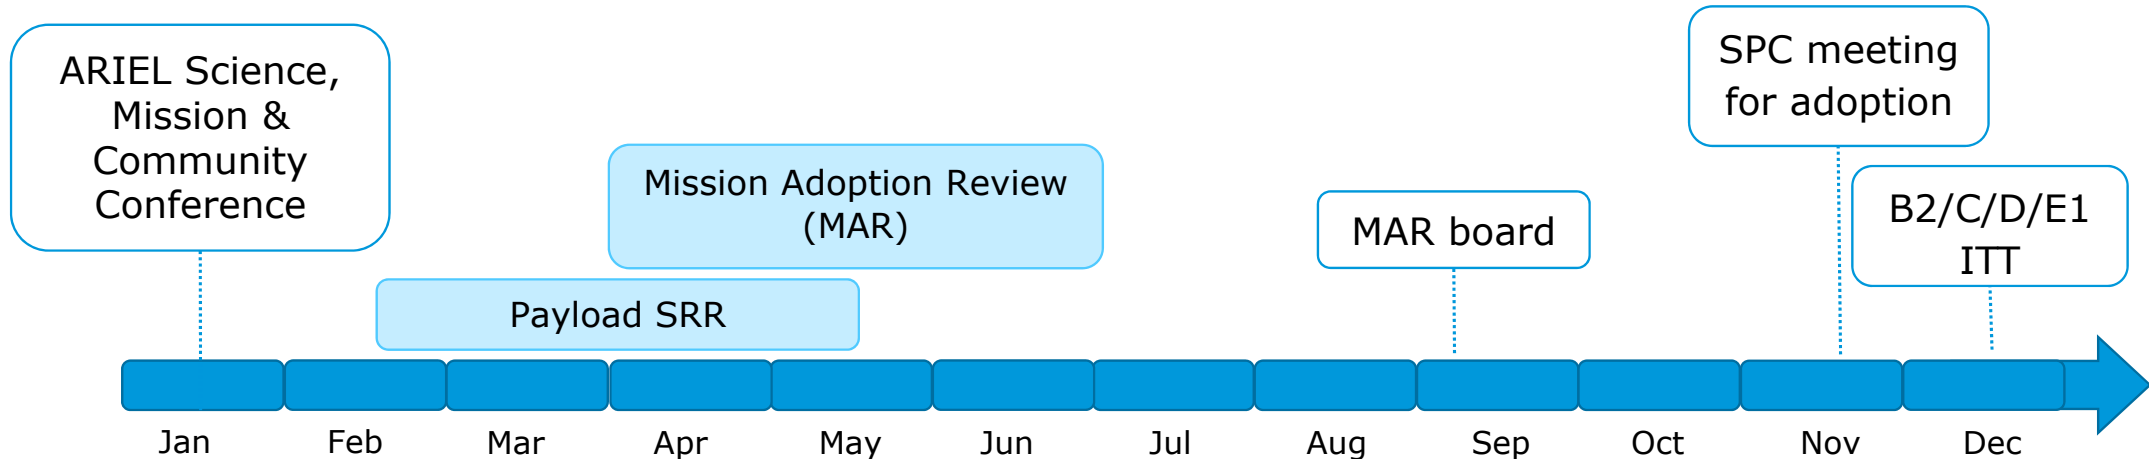 ARIEL Science,
Mission &
Community
Conference
Mission Adoption Review
(MAR)
Payload SRR
MAR board
SPC meeting
for adoption
B2/C/D/E1
ITT
Jan Feb Mar Apr May Jun Jul Aug Sep Oct Nov Dec